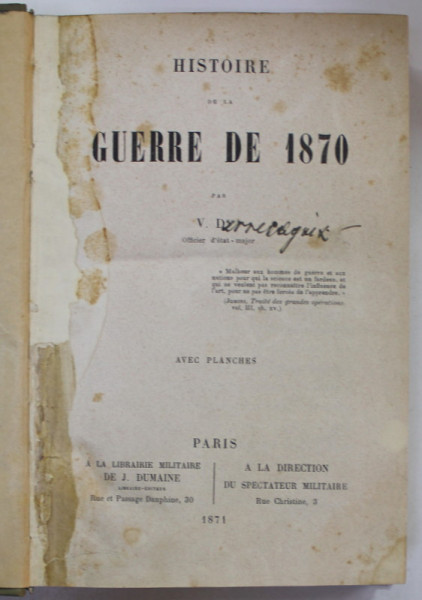 HISTOIRE
DE LA
GUERRE DE 1870
PAR
V. Derrecagaix
Officier d'état-major
« Malheur aux hommes de guerre et aux
nations pour qui la science est un fardeau, et
qui ne veulent pas reconnaître l'influence de
l'art, pour ne pas être forcés de l'apprendre. »
(Jomini, Traité des grandes opérations,
vol. III, ch. xv.)
AVEC PLANCHES
PARIS
A LA LIBRAIRIE MILITAIRE
DE J. DUMAINE
LIBRAIRE-ÉDITEUR
Rue et Passage Dauphine, 30
A LA DIRECTION
DU SPECTATEUR MILITAIRE
Rue Christine, 3
1871